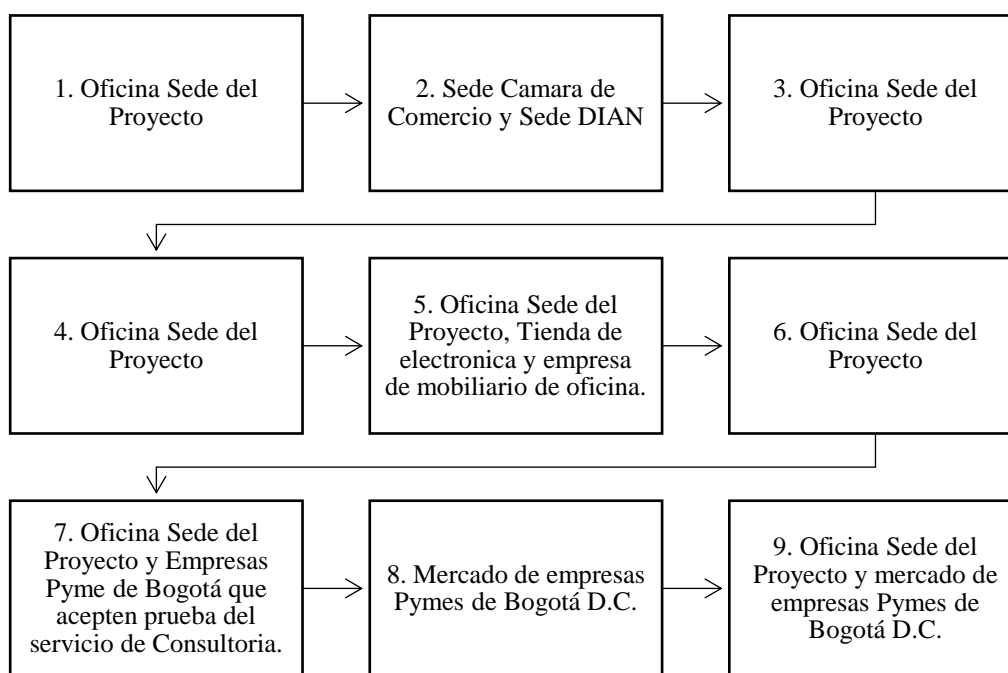 1. Oficina Sede del
Proyecto
2. Sede Camara de
Comercio y Sede DIAN
3. Oficina Sede del
Proyecto
4. Oficina Sede del
Proyecto
5. Oficina Sede del
Proyecto, Tienda de
electronica y empresa
de mobiliario de oficina.
6. Oficina Sede del
Proyecto
7. Oficina Sede del
Proyecto y Empresas
Pyme de Bogotá que
acepten prueba del
servicio de Consultoria.
8. Mercado de empresas
Pymes de Bogotá D.C.
9. Oficina Sede del
Proyecto y mercado de
empresas Pymes de
Bogotá D.C.